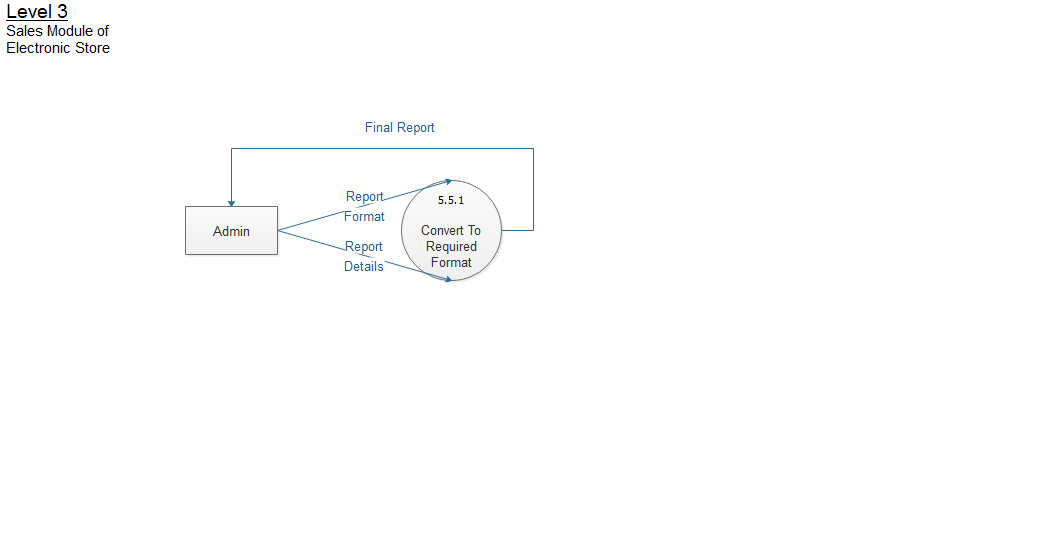 Level 3
Sales Module of
Electronic Store
Final Report
Report
Format
Admin
Report
Details
5.5.1
Convert To
Required
Format